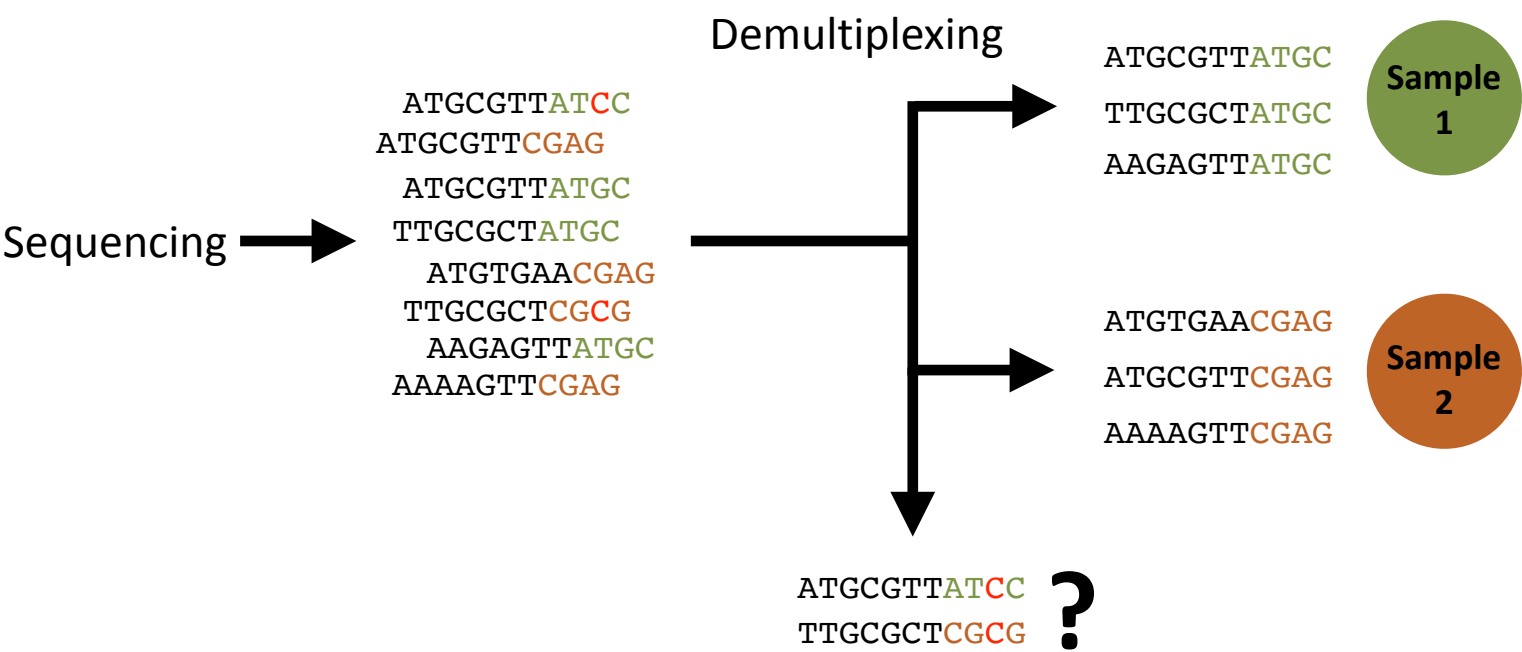 Demultiplexing
Sequencing
ATGCGTTATCC
ATGCGTTCGAG
ATGCGTTATGC
TTGCGCTATGC
ATGTGAACGAG
TTGCGCTCGCG
AAGAGTTATGC
AAAAGTTCGAG
ATGCGTTATGC
TTGCGCTATGC
AAGAGTTATGC
Sample
1
ATGTGAACGAG
ATGCGTTCGAG
AAAAGTTCGAG
Sample
2
ATGCGTTATCC
TTGCGCTCGCG
?